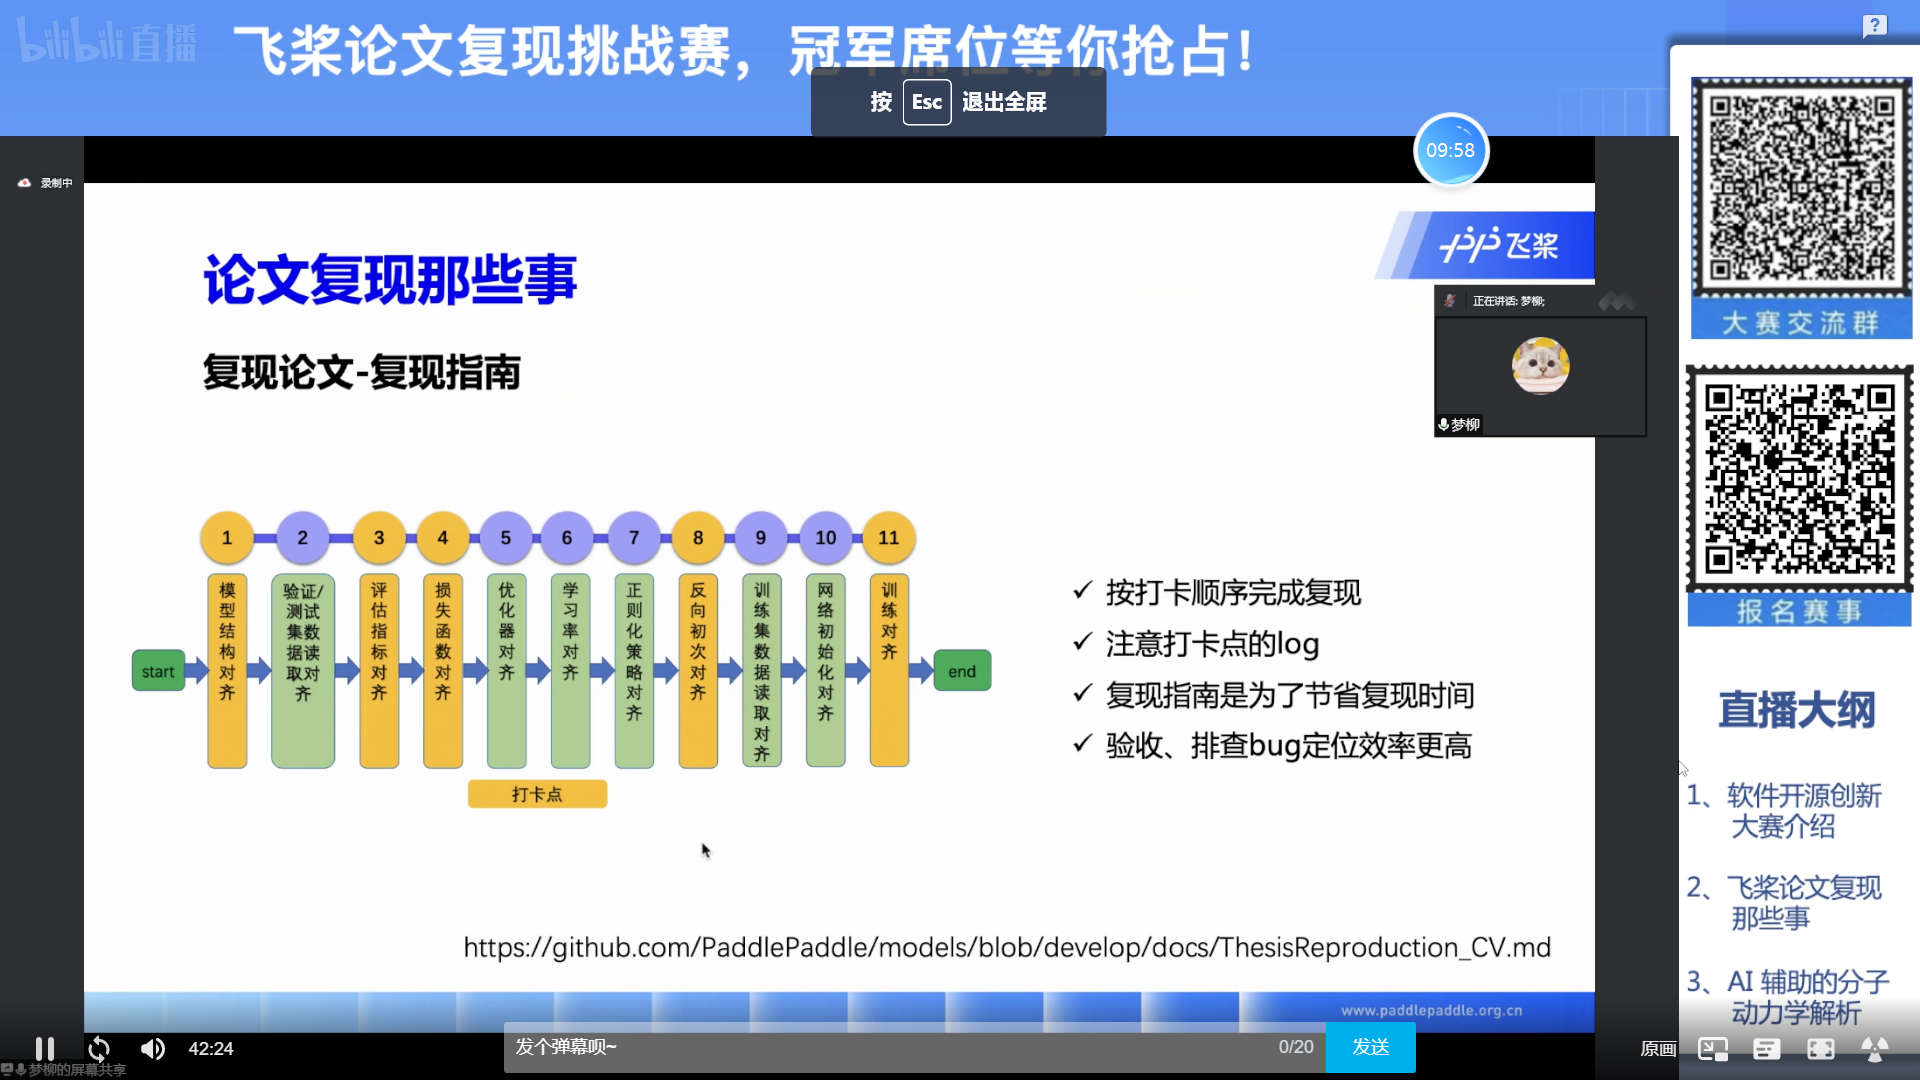 bilibili直播
飞桨论文复现挑战赛，冠军席位等你抢占！
按 Esc 退出全屏
09:58
录制中
飞桨
论文复现那些事
复现论文-复现指南
正在讲话: 梦柳;
梦柳
1 2 3 4 5 6 7 8 9 10 11
start
模型结构对齐
验证/测试集数据读取对齐
评估指标对齐
损失函数对齐
优化器对齐
学习率对齐
正则化策略对齐
反向初次对齐
训练集数据读取对齐
网络初始化对齐
训练对齐
end
打卡点
✓ 按打卡顺序完成复现
✓ 注意打卡点的log
✓ 复现指南是为了节省复现时间
✓ 验收、排查bug定位效率更高
https://github.com/PaddlePaddle/models/blob/develop/docs/ThesisReproduction_CV.md
www.paddlepaddle.org.cn
大赛交流群
报名赛事
直播大纲
1、软件开源创新
大赛介绍
2、飞桨论文复现
那些事
3、AI 辅助的分子
动力学解析
42:24
发个弹幕呗~
0/20
发送
原画
梦柳的屏幕共享